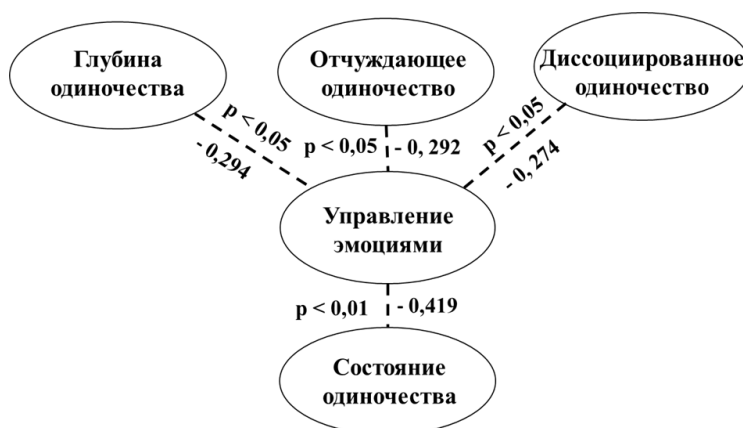 Глубина
одиночества
Отчуждающее
одиночество
Диссоциированное
одиночество
p < 0,05
- 0,294
p < 0,05
- 0, 292
p < 0,05
- 0, 274
Управление
эмоциями
p < 0,01
- 0,419
Состояние
одиночества